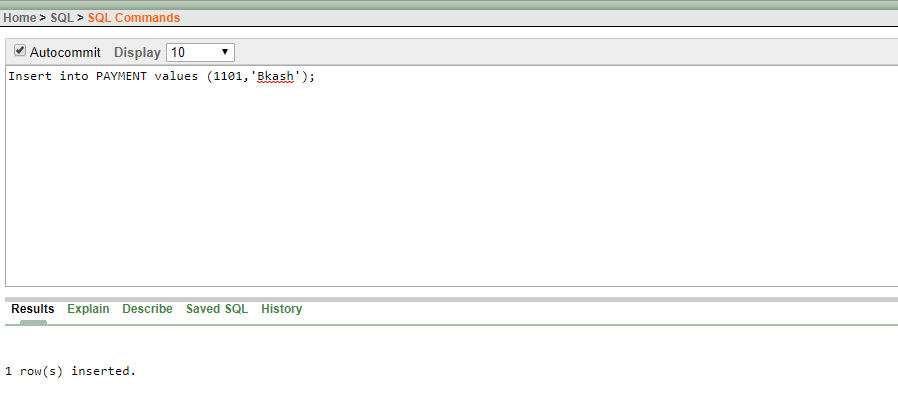 Home > SQL > SQL Commands
Autocommit Display 10
Insert into PAYMENT values (1101,'Bkash');
Results Explain Describe Saved SQL History
1 row(s) inserted.